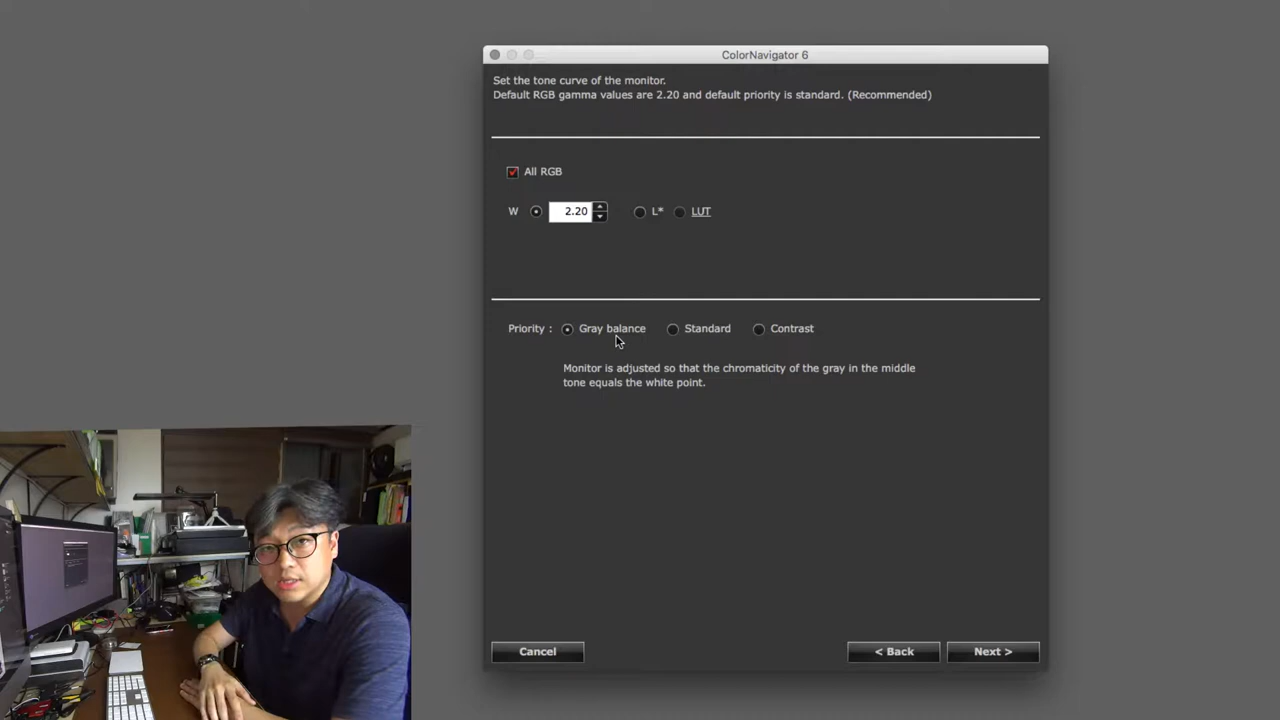 ColorNavigator 6
Set the tone curve of the monitor.
Default RGB gamma values are 2.20 and default priority is standard. (Recommended)
All RGB
W 2.20 L* LUT
Priority : Gray balance Standard Contrast
Monitor is adjusted so that the chromaticity of the gray in the middle
tone equals the white point.
Cancel < Back Next >